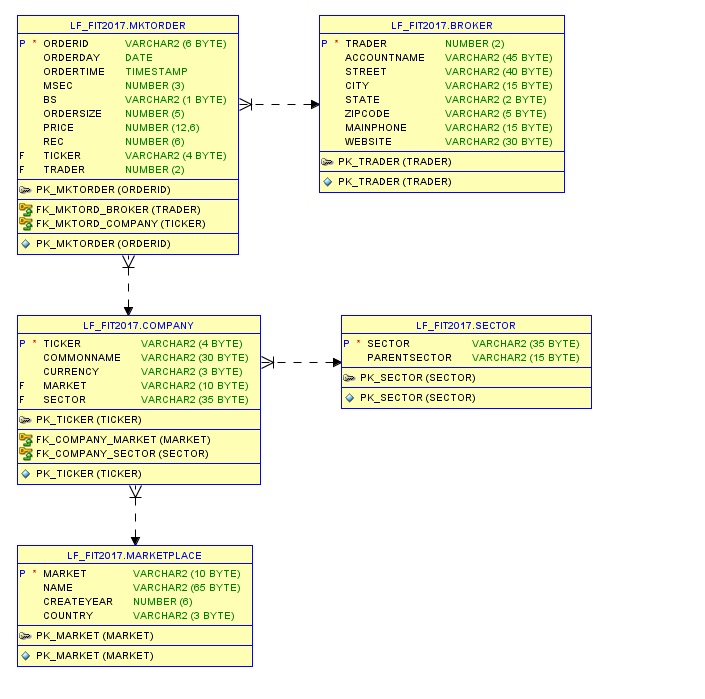 LF_FIT2017.MKTORDER
P * ORDERID VARCHAR2 (6 BYTE)
ORDERDAY DATE
ORDERTIME TIMESTAMP
MSEC NUMBER (3)
BS VARCHAR2 (1 BYTE)
ORDERSIZE NUMBER (5)
PRICE NUMBER (12,6)
REC NUMBER (6)
F TICKER VARCHAR2 (4 BYTE)
F TRADER NUMBER (2)
PK_MKTORDER (ORDERID)
FK_MKTORD_BROKER (TRADER)
FK_MKTORD_COMPANY (TICKER)
PK_MKTORDER (ORDERID)
LF_FIT2017.BROKER
P * TRADER NUMBER (2)
ACCOUNTNAME VARCHAR2 (45 BYTE)
STREET VARCHAR2 (40 BYTE)
CITY VARCHAR2 (15 BYTE)
STATE VARCHAR2 (2 BYTE)
ZIPCODE VARCHAR2 (5 BYTE)
MAINPHONE VARCHAR2 (15 BYTE)
WEBSITE VARCHAR2 (30 BYTE)
PK_TRADER (TRADER)
PK_TRADER (TRADER)
LF_FIT2017.COMPANY
P * TICKER VARCHAR2 (4 BYTE)
COMMONNAME VARCHAR2 (30 BYTE)
CURRENCY VARCHAR2 (3 BYTE)
F MARKET VARCHAR2 (10 BYTE)
F SECTOR VARCHAR2 (35 BYTE)
PK_TICKER (TICKER)
FK_COMPANY_MARKET (MARKET)
FK_COMPANY_SECTOR (SECTOR)
PK_TICKER (TICKER)
LF_FIT2017.SECTOR
P * SECTOR VARCHAR2 (35 BYTE)
PARENTSECTOR VARCHAR2 (15 BYTE)
PK_SECTOR (SECTOR)
PK_SECTOR (SECTOR)
LF_FIT2017.MARKETPLACE
P * MARKET VARCHAR2 (10 BYTE)
NAME VARCHAR2 (65 BYTE)
CREATEYEAR NUMBER (6)
COUNTRY VARCHAR2 (3 BYTE)
PK_MARKET (MARKET)
PK_MARKET (MARKET)